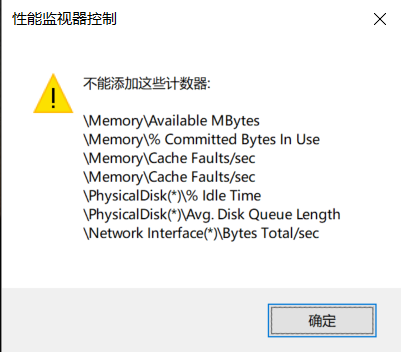 性能监视器控制
不能添加这些计数器:
\Memory\Available MBytes
\Memory\% Committed Bytes In Use
\Memory\Cache Faults/sec
\Memory\Cache Faults/sec
\PhysicalDisk(*)\% Idle Time
\PhysicalDisk(*)\Avg. Disk Queue Length
\Network Interface(*)\Bytes Total/sec
确定